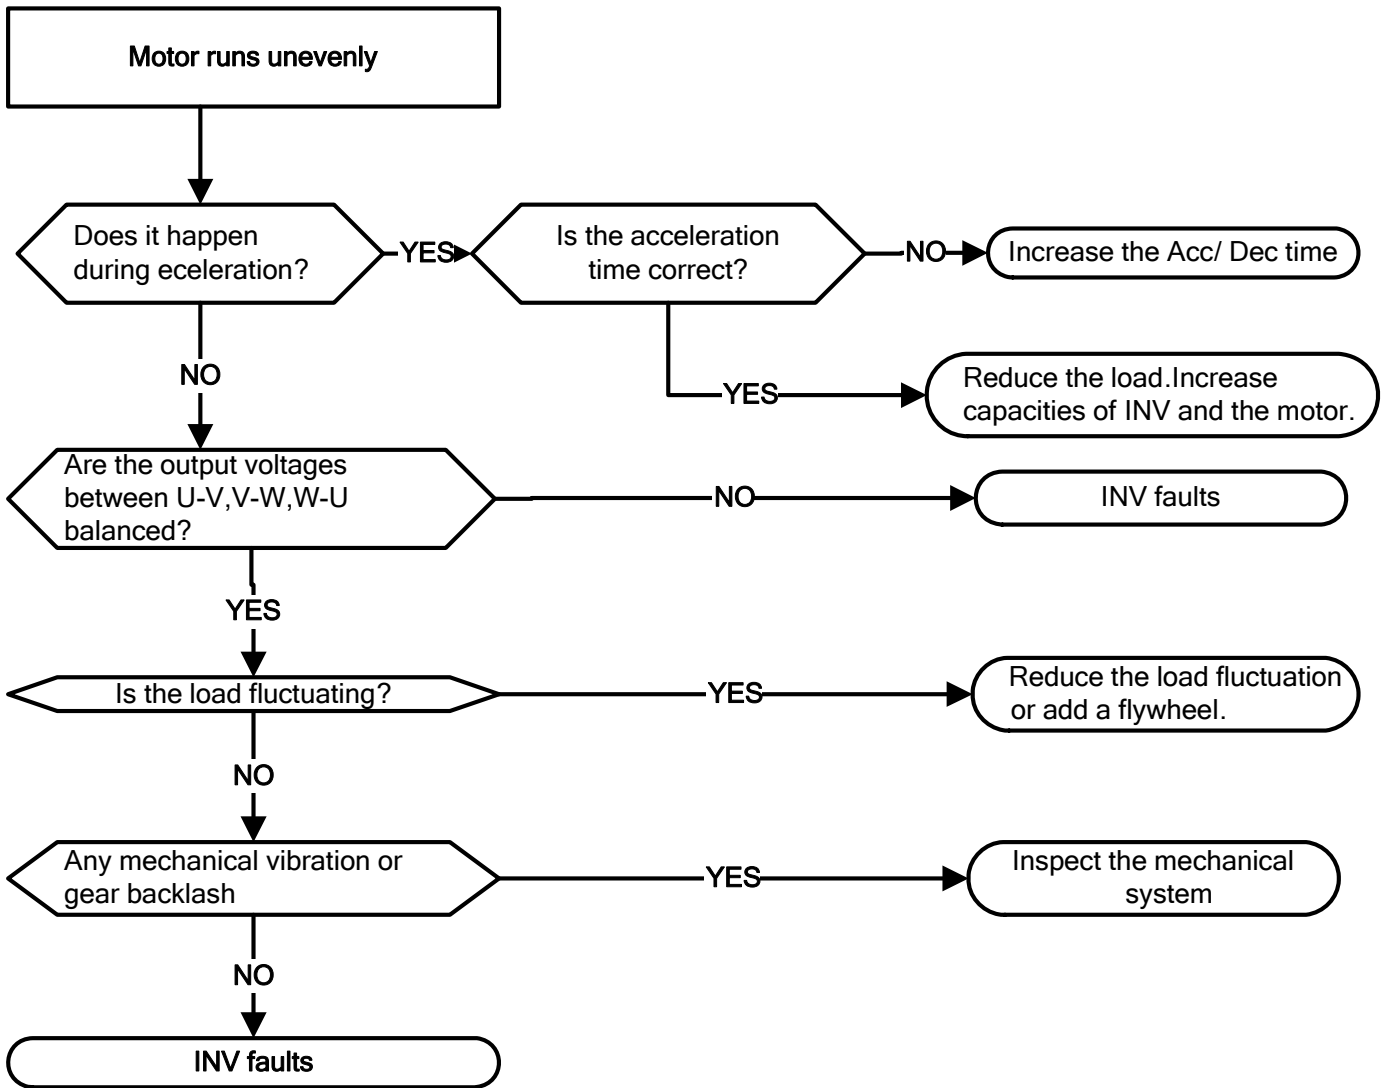 Motor runs unevenly
Does it happen
during eceleration?
YES
Is the acceleration
time correct?
NO
Increase the Acc/ Dec time
YES
Reduce the load.Increase
capacities of INV and the motor.
NO
Are the output voltages
between U-V,V-W,W-U
balanced?
NO
INV faults
YES
Is the load fluctuating?
YES
Reduce the load fluctuation
or add a flywheel.
NO
Any mechanical vibration or
gear backlash
YES
Inspect the mechanical
system
NO
INV faults